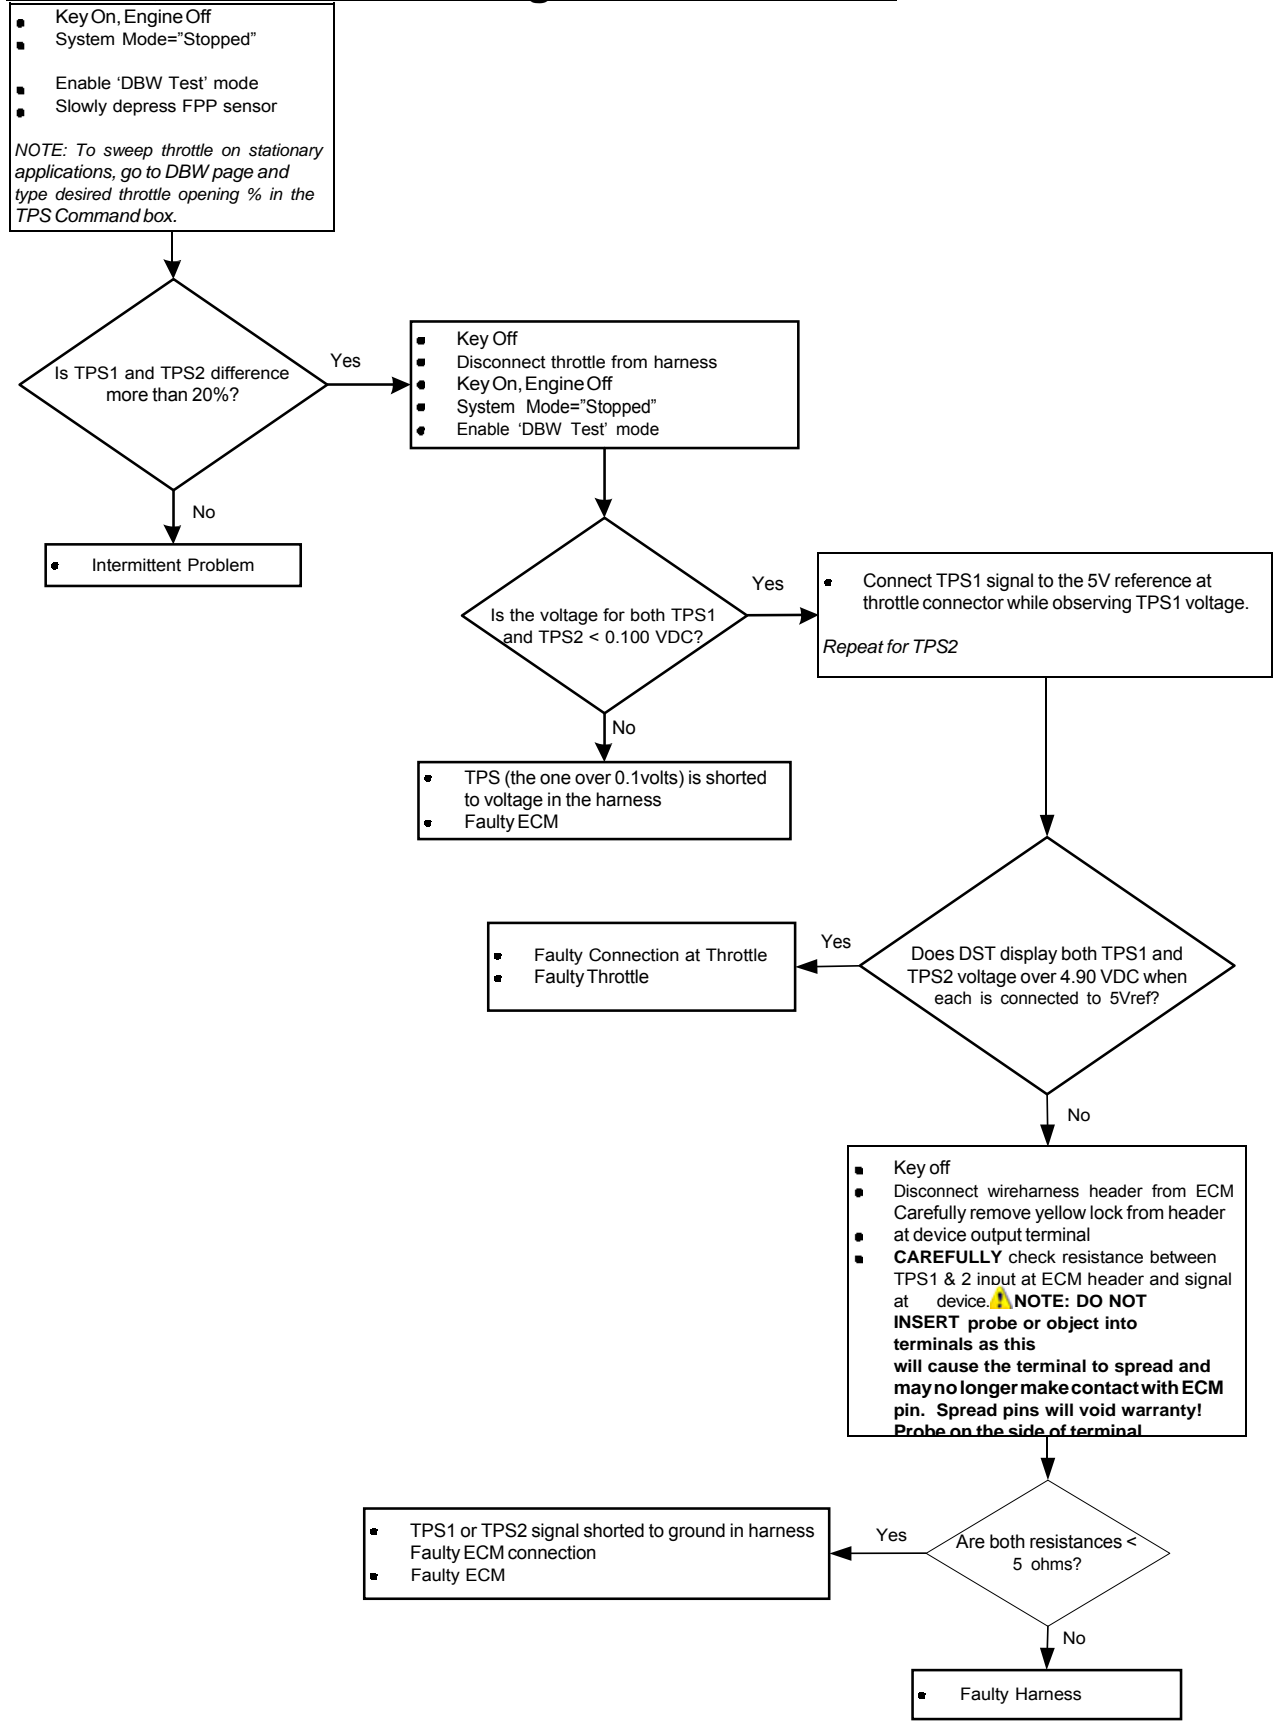 Key On, Engine Off
System Mode=”Stopped”
Enable ‘DBW Test’ mode
Slowly depress FPP sensor
NOTE: To sweep throttle on stationary
applications, go to DBW page and
type desired throttle opening % in the
TPS Command box.
Is TPS1 and TPS2 difference
more than 20%?
Yes
Key Off
Disconnect throttle from harness
Key On, Engine Off
System Mode=”Stopped”
Enable ‘DBW Test’ mode
No
Intermittent Problem
Is the voltage for both TPS1
and TPS2 < 0.100 VDC?
Yes
Connect TPS1 signal to the 5V reference at
throttle connector while observing TPS1 voltage.
Repeat for TPS2
No
TPS (the one over 0.1volts) is shorted
to voltage in the harness
Faulty ECM
Does DST display both TPS1 and
TPS2 voltage over 4.90 VDC when
each is connected to 5Vref?
Yes
Faulty Connection at Throttle
Faulty Throttle
No
Key off
Disconnect wireharness header from ECM
Carefully remove yellow lock from header
at device output terminal
CAREFULLY check resistance between
TPS1 & 2 input at ECM header and signal
at device. NOTE: DO NOT
INSERT probe or object into
terminals as this
will cause the terminal to spread and
may no longer make contact with ECM
pin. Spread pins will void warranty!
Probe on the side of terminal
Are both resistances <
5 ohms?
Yes
TPS1 or TPS2 signal shorted to ground in harness
Faulty ECM connection
Faulty ECM
No
Faulty Harness